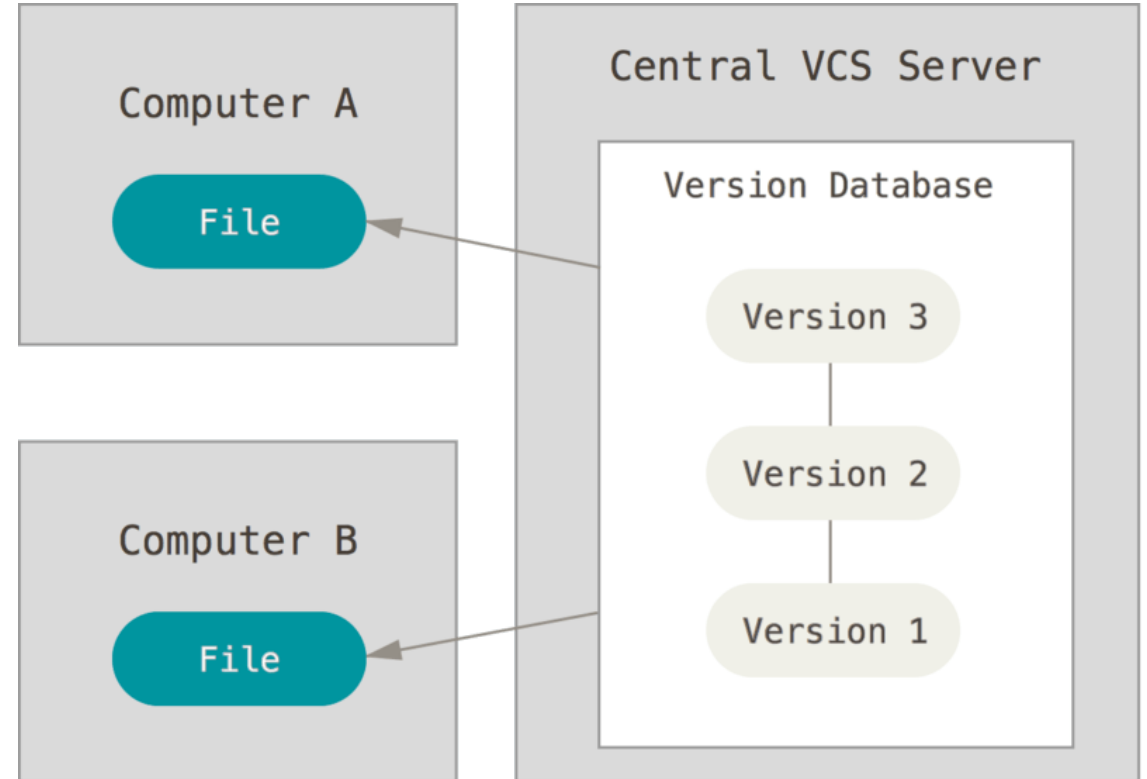 Computer A
File
Computer B
File
Central VCS Server
Version Database
Version 3
Version 2
Version 1